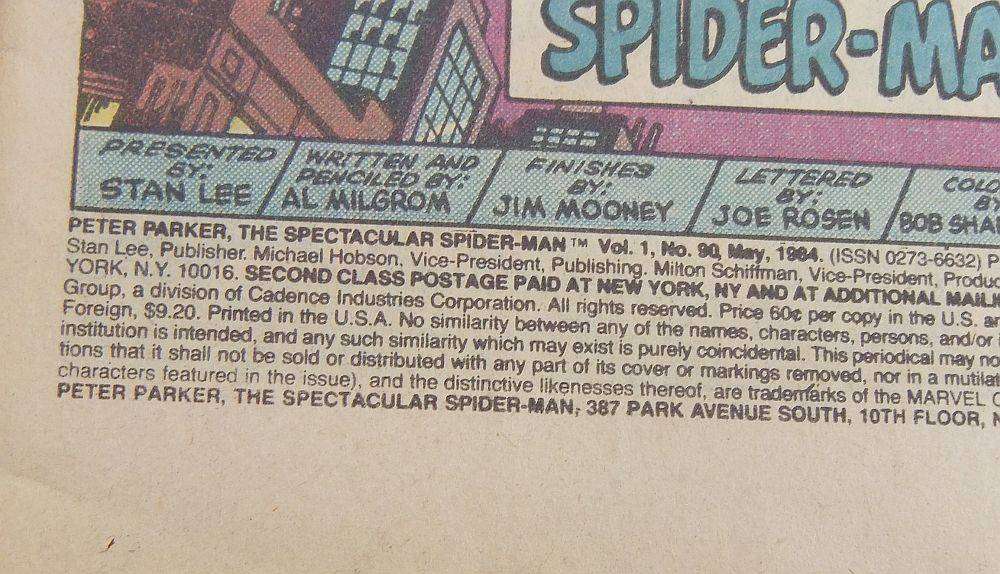 SPIDER-MA
PRESENTED BY: STAN LEE
WRITTEN AND PENCILED BY: AL MILGROM
FINISHES BY: JIM MOONEY
LETTERED BY: JOE ROSEN
COLO BY BOB SHA
PETER PARKER, THE SPECTACULAR SPIDER-MAN™ Vol. 1, No. 90, May, 1984. (ISSN 0273-6632) P
Stan Lee, Publisher. Michael Hobson, Vice-President, Publishing. Milton Schiffman, Vice-President, Produc
YORK, N.Y. 10016. SECOND CLASS POSTAGE PAID AT NEW YORK, NY AND AT ADDITIONAL MAILI
Group, a division of Cadence Industries Corporation. All rights reserved. Price 60¢ per copy in the U.S. a
Foreign, $9.20. Printed in the U.S.A. No similarity between any of the names, characters, persons, and/or i
institution is intended, and any such similarity which may exist is purely coincidental. This periodical may no
tions that it shall not be sold or distributed with any part of its cover or markings removed, nor in a mutilat
characters featured in the issue), and the distinctive likenesses thereof, are trademarks of the MARVEL C
PETER PARKER, THE SPECTACULAR SPIDER-MAN, 387 PARK AVENUE SOUTH, 10TH FLOOR, N